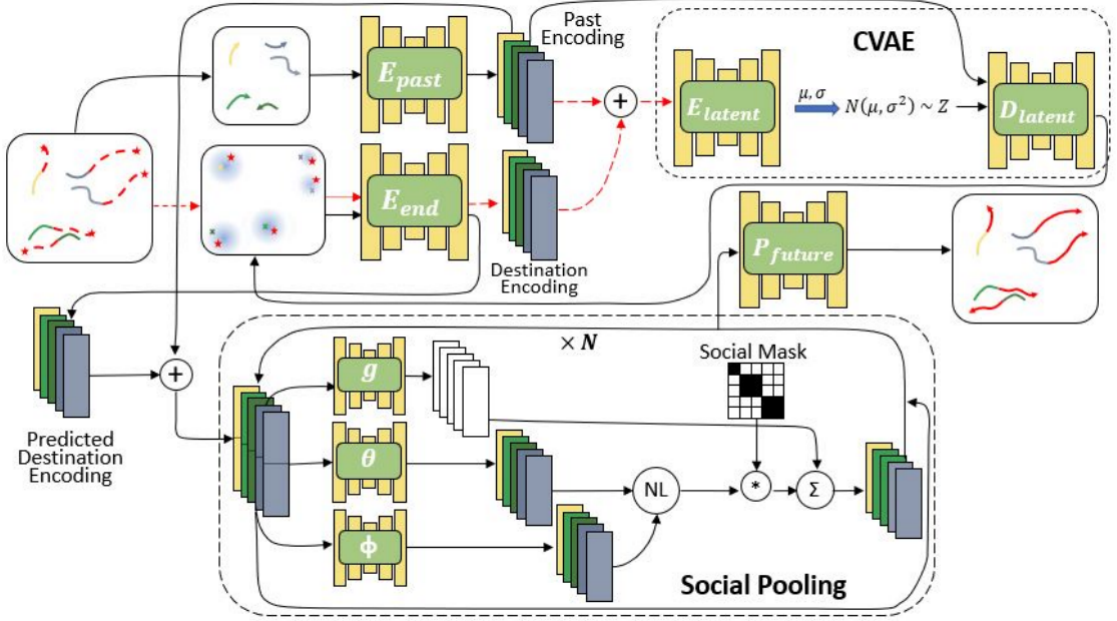 Past
Encoding
CVAE
E_past
E_latent
μ, σ
N(μ, σ²) ~ Z
D_latent
E_end
P_future
Destination
Encoding
× N
Social Mask
g
Predicted
Destination
Encoding
θ
NL
*
Σ
ϕ
Social Pooling
+
+